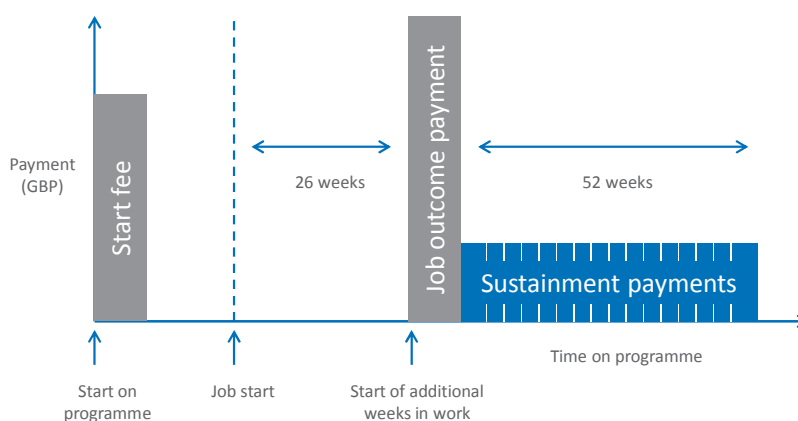 Payment
(GBP)
Start fee
26 weeks
Job outcome payment
52 weeks
Sustainment payments
Time on programme
Start on
programme
Job start
Start of additional
weeks in work